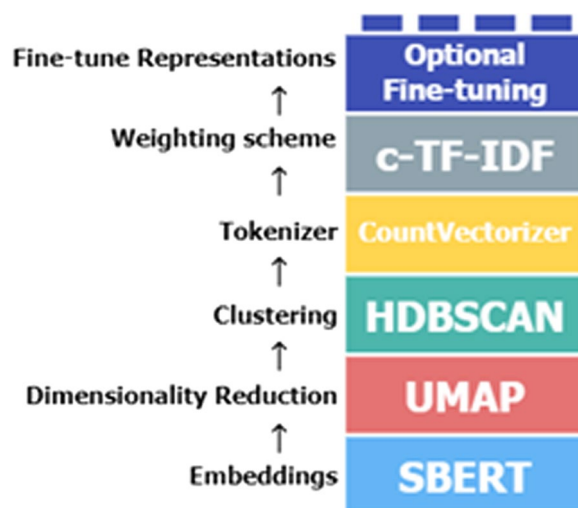 Fine-tune Representations
Optional
Fine-tuning
↑
Weighting scheme
c-TF-IDF
↑
Tokenizer
CountVectorizer
↑
Clustering
HDBSCAN
↑
Dimensionality Reduction
UMAP
↑
Embeddings
SBERT